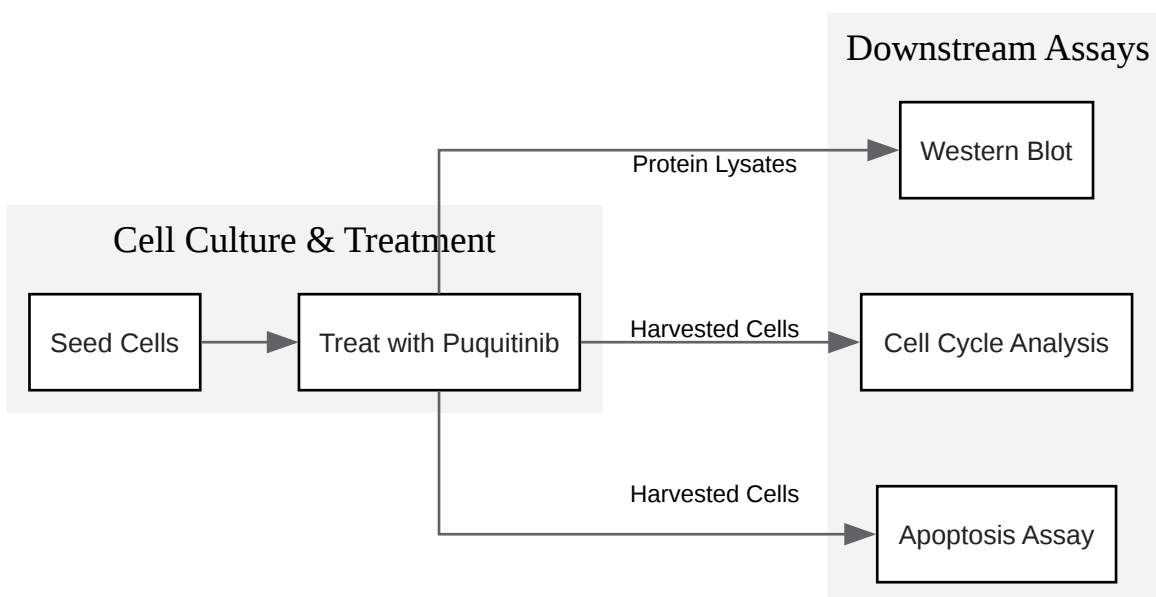 Downstream Assays
Western Blot
Protein Lysates
Cell Culture & Treatment
Seed Cells
Treat with Puquitinib
Harvested Cells
Cell Cycle Analysis
Harvested Cells
Apoptosis Assay